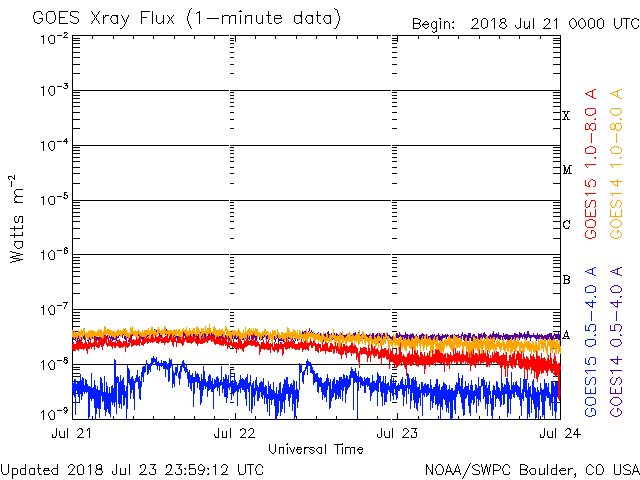 GOES Xray Flux (1-minute data)
Begin: 2018 Jul 21 0000 UTC
10⁻²
10⁻³
10⁻⁴
10⁻⁵
10⁻⁶
10⁻⁷
10⁻⁸
10⁻⁹
Watts m⁻²
X
M
C
B
A
GOES15 1.0-8.0 A
GOES14 1.0-8.0 A
GOES15 0.5-4.0 A
GOES14 0.5-4.0 A
Jul 21 Jul 22 Jul 23 Jul 24
Universal Time
Updated 2018 Jul 23 23:59:12 UTC
NOAA/SWPC Boulder, CO USA